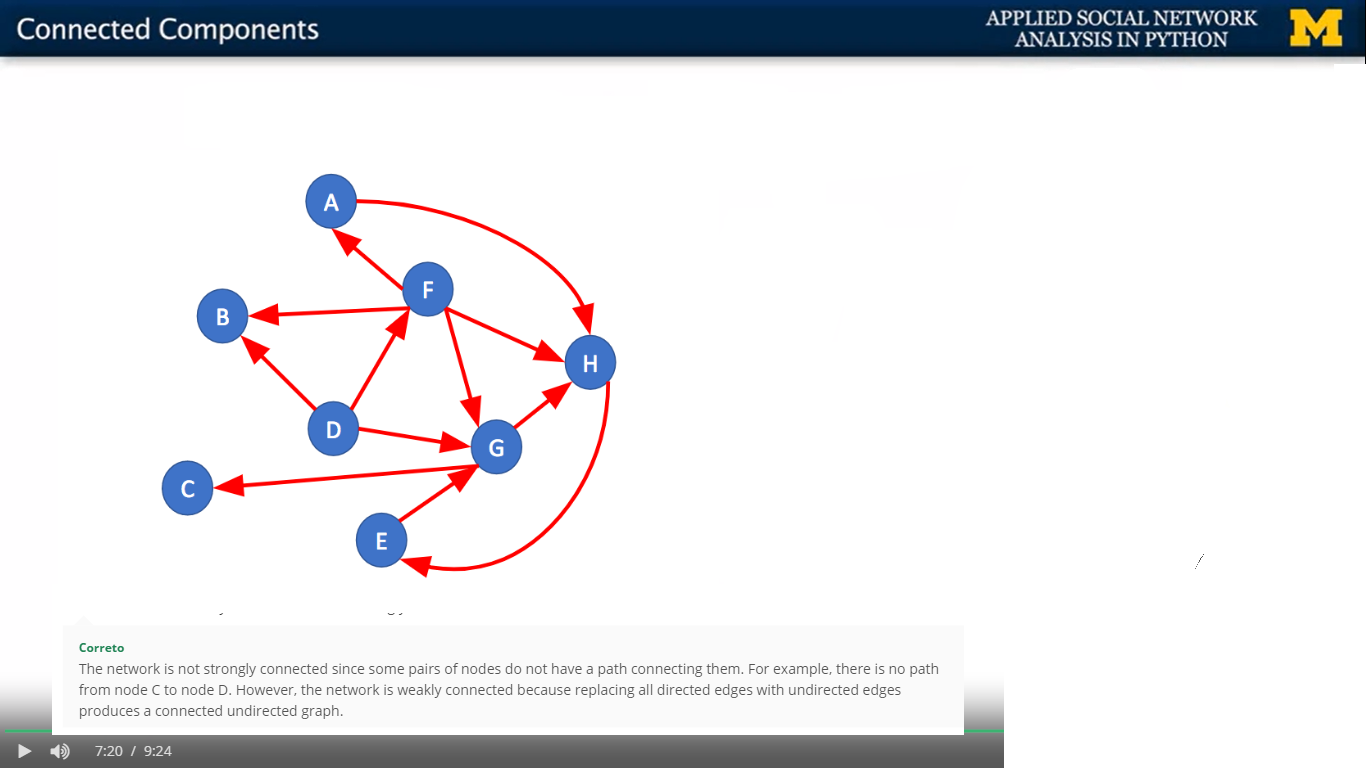 Connected Components
APPLIED SOCIAL NETWORK
ANALYSIS IN PYTHON
M
A
F
B
H
D
G
C
E
Correto
The network is not strongly connected since some pairs of nodes do not have a path connecting them. For example, there is no path
from node C to node D. However, the network is weakly connected because replacing all directed edges with undirected edges
produces a connected undirected graph.
7:20 / 9:24